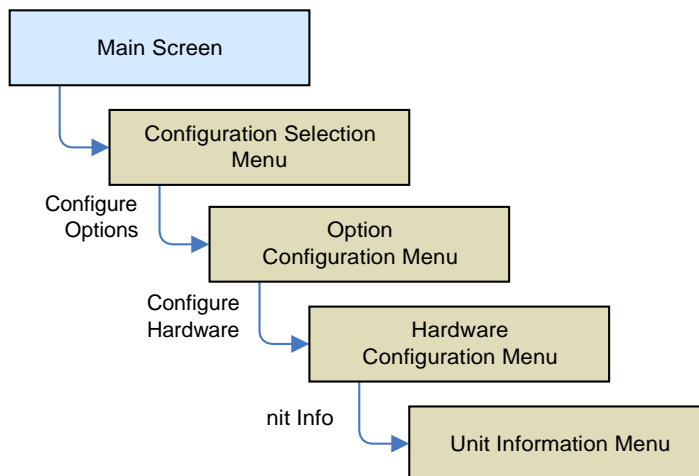 Main Screen
Configuration Selection
Menu
Configure
Options
Option
Configuration Menu
Configure
Hardware
Hardware
Configuration Menu
nit Info
Unit Information Menu